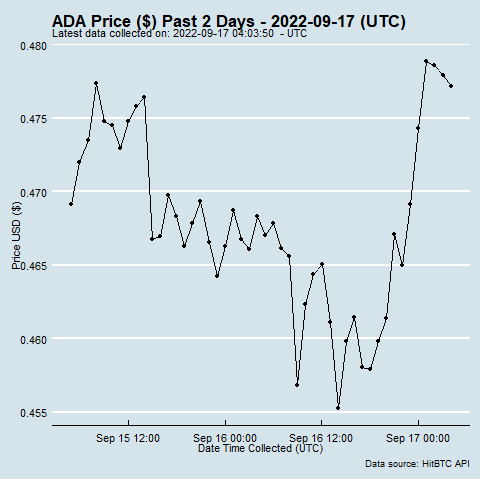 ADA Price ($) Past 2 Days - 2022-09-17 (UTC)
Latest data collected on: 2022-09-17 04:03:50  - UTC
0.480
0.475
0.470
0.465
0.460
0.455
Price USD ($)
Sep 15 12:00
Sep 16 00:00
Sep 16 12:00
Sep 17 00:00
Date Time Collected (UTC)
Data source: HitBTC API